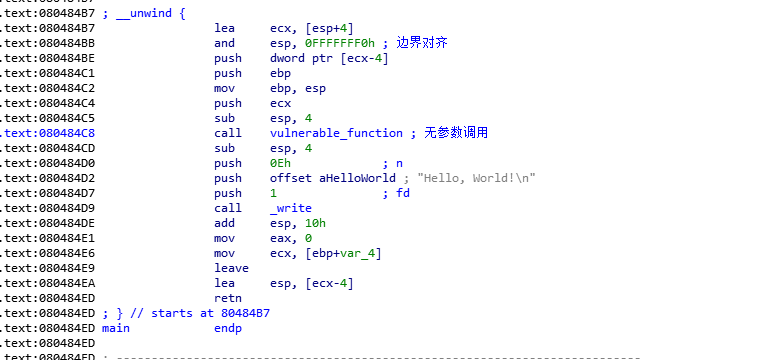 .text:080484B7 ; __unwind {
.text:080484B7 lea ecx, [esp+4]
.text:080484BB and esp, 0FFFFFFF0h ; 边界对齐
.text:080484BE push dword ptr [ecx-4]
.text:080484C1 push ebp
.text:080484C2 mov ebp, esp
.text:080484C4 push ecx
.text:080484C5 sub esp, 4
.text:080484C8 call vulnerable_function ; 无参数调用
.text:080484CD sub esp, 4
.text:080484D0 push 0Eh ; n
.text:080484D2 push offset aHelloWorld ; "Hello, World!\n"
.text:080484D7 push 1 ; fd
.text:080484D9 call _write
.text:080484DE add esp, 10h
.text:080484E1 mov eax, 0
.text:080484E6 mov ecx, [ebp+var_4]
.text:080484E9 leave
.text:080484EA lea esp, [ecx-4]
.text:080484ED retn
.text:080484ED ; } // starts at 80484B7
.text:080484ED main endp
.text:080484ED
.text:080484ED ; ---------------------------------------------------------------------------